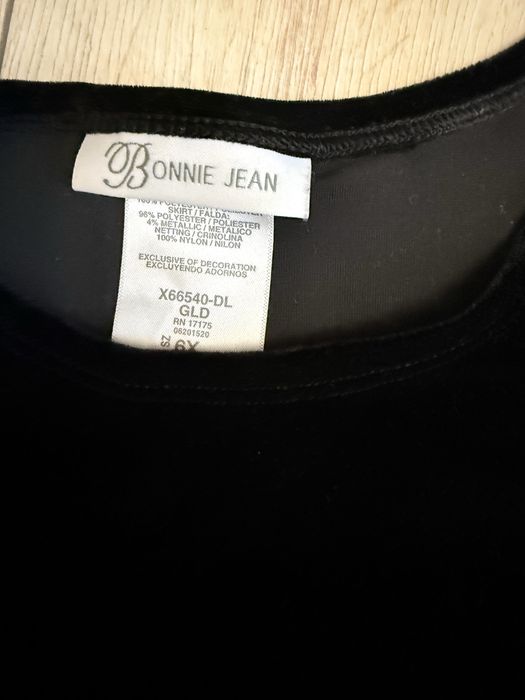 BONNIE JEAN
SKIRT / FALDA:
96% POLYESTER / POLIESTER
4% METALLIC / METALICO
NETTING / CRINOLINA
100% NYLON / NILON
EXCLUSIVE OF DECORATION
EXCLUYENDO ADORNOS
X66540-DL
GLD
RN 17175
06201520
6X